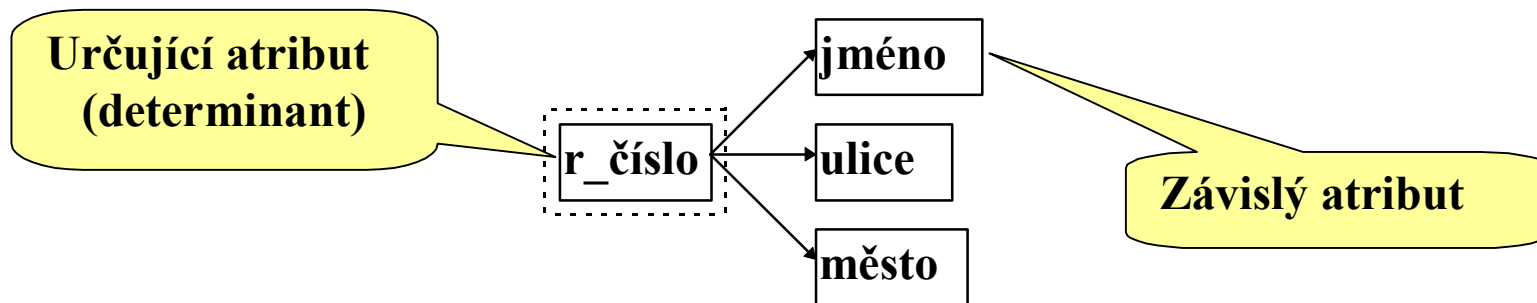 Určující atribut
(determinant)
r_číslo
jméno
ulice
město
Závislý atribut